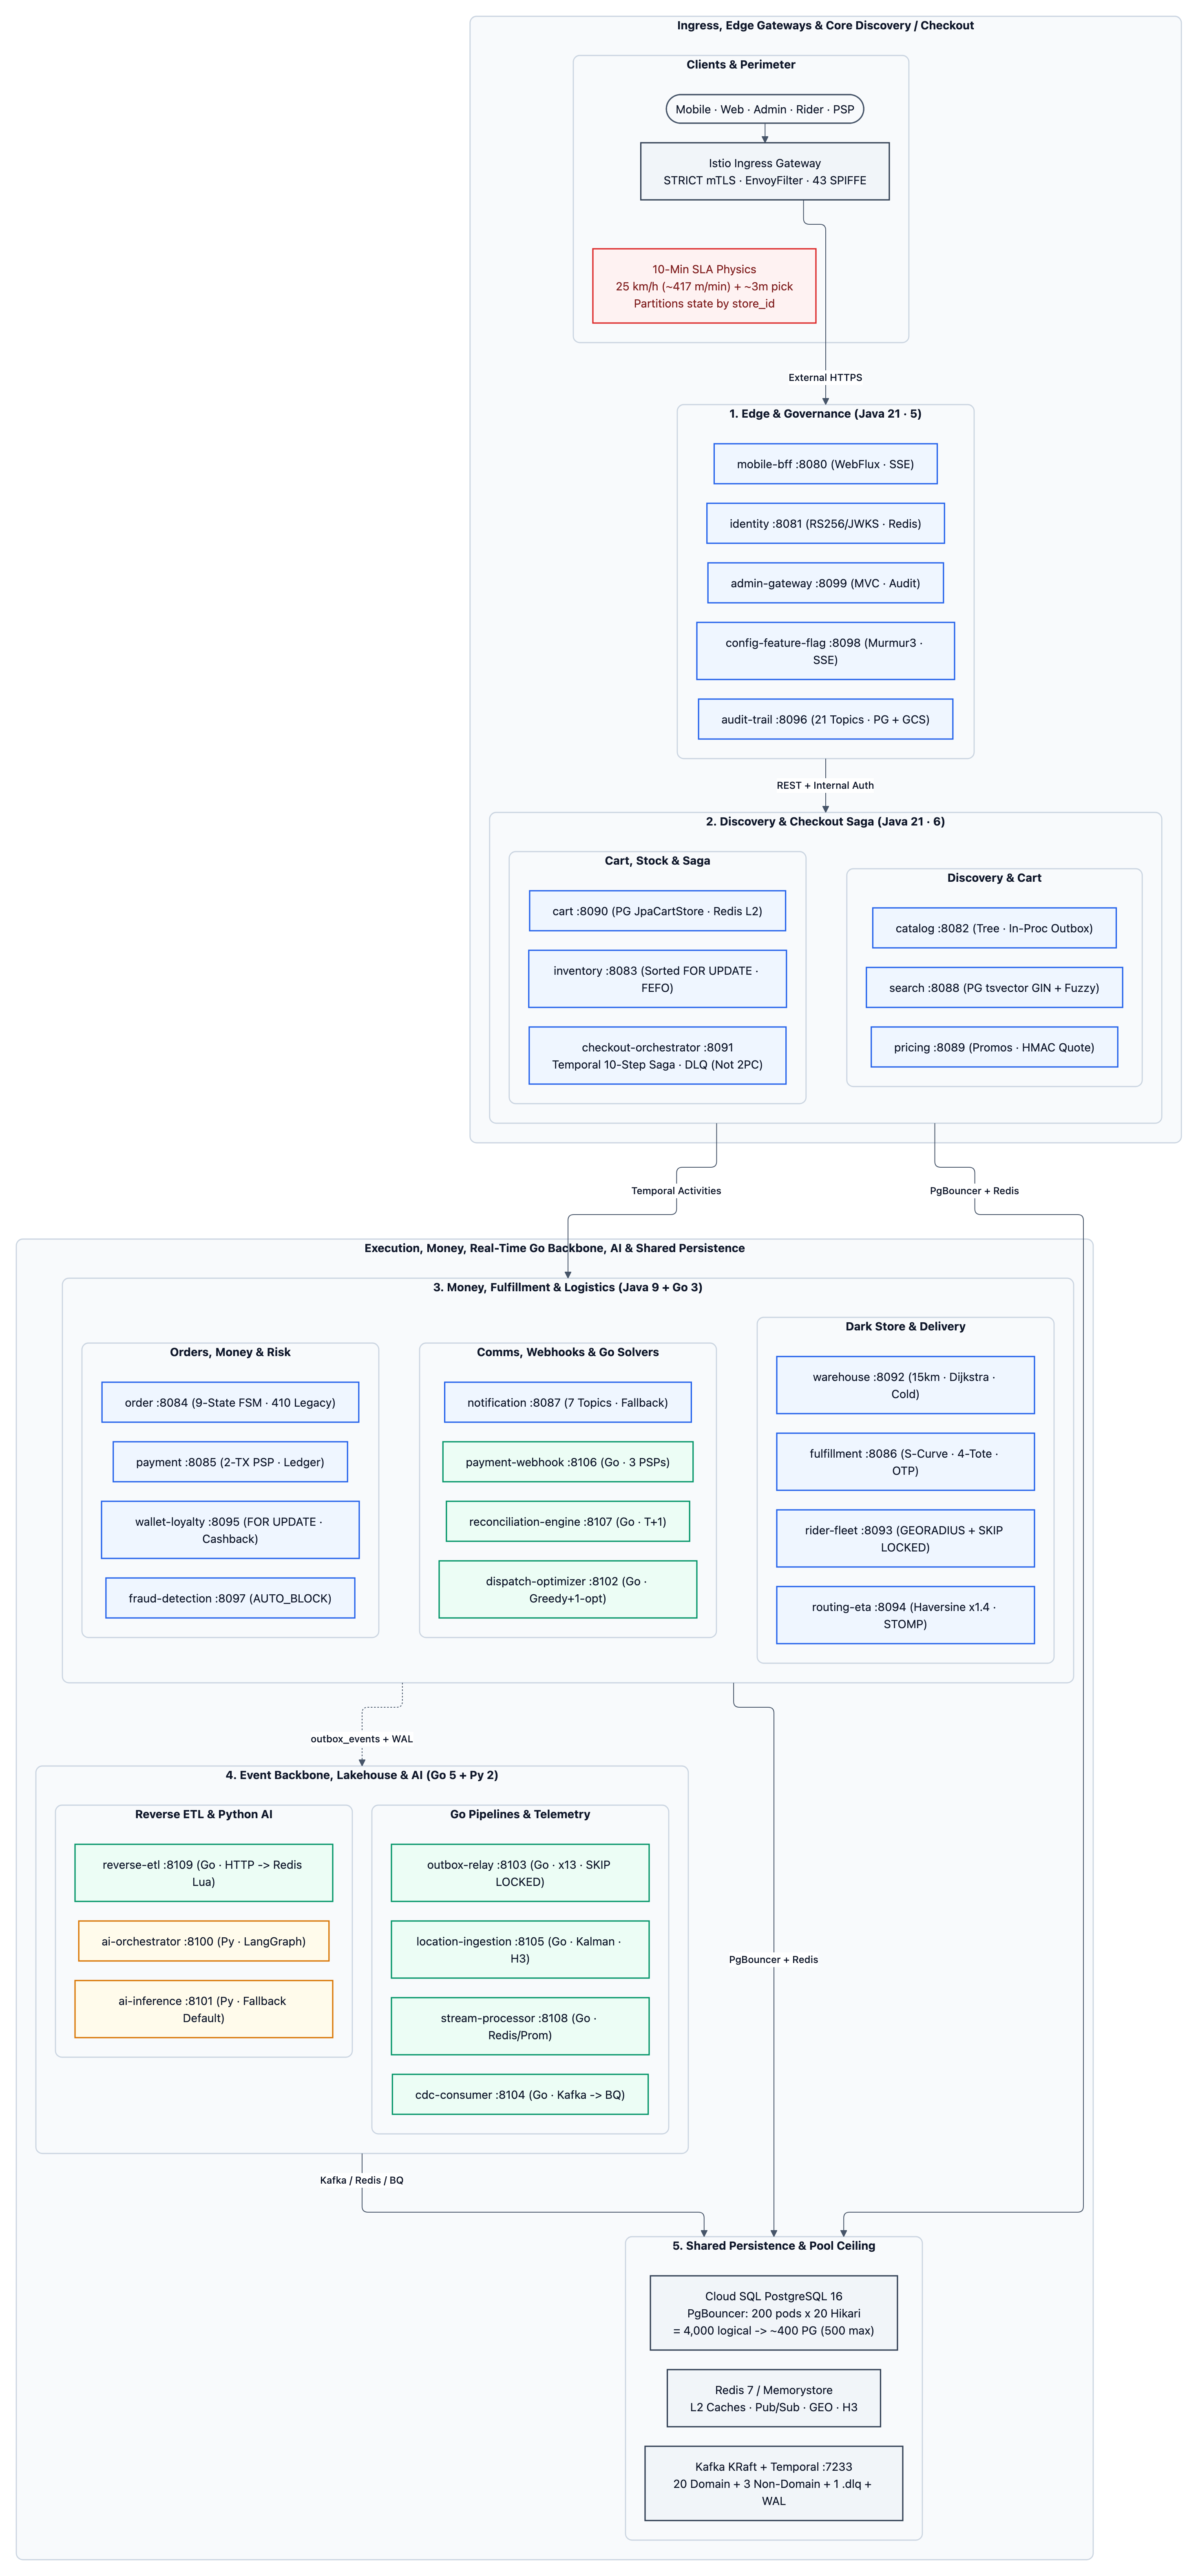 Ingress, Edge Gateways & Core Discovery / Checkout
Clients & Perimeter
Mobile · Web · Admin · Rider · PSP
Istio Ingress Gateway
STRICT mTLS · EnvoyFilter · 43 SPIFFE
10-Min SLA Physics
25 km/h (~417 m/min) + ~3m pick
Partitions state by store_id
External HTTPS
1. Edge & Governance (Java 21 · 5)
mobile-bff :8080 (WebFlux · SSE)
identity :8081 (RS256/JWKS · Redis)
admin-gateway :8099 (MVC · Audit)
config-feature-flag :8098 (Murmur3 ·
SSE)
audit-trail :8096 (21 Topics · PG + GCS)
REST + Internal Auth
2. Discovery & Checkout Saga (Java 21 · 6)
Cart, Stock & Saga
cart :8090 (PG JpaCartStore · Redis L2)
inventory :8083 (Sorted FOR UPDATE ·
FEFO)
checkout-orchestrator :8091
Temporal 10-Step Saga · DLQ (Not 2PC)
Discovery & Cart
catalog :8082 (Tree · In-Proc Outbox)
search :8088 (PG tsvector GIN + Fuzzy)
pricing :8089 (Promos · HMAC Quote)
Temporal Activities
PgBouncer + Redis
Execution, Money, Real-Time Go Backbone, AI & Shared Persistence
3. Money, Fulfillment & Logistics (Java 9 + Go 3)
Orders, Money & Risk
order :8084 (9-State FSM · 410 Legacy)
payment :8085 (2-TX PSP · Ledger)
wallet-loyalty :8095 (FOR UPDATE ·
Cashback)
fraud-detection :8097 (AUTO_BLOCK)
Comms, Webhooks & Go Solvers
notification :8087 (7 Topics · Fallback)
payment-webhook :8106 (Go · 3 PSPs)
reconciliation-engine :8107 (Go · T+1)
dispatch-optimizer :8102 (Go ·
Greedy+1-opt)
Dark Store & Delivery
warehouse :8092 (15km · Dijkstra ·
Cold)
fulfillment :8086 (S-Curve · 4-Tote ·
OTP)
rider-fleet :8093 (GEORADIUS + SKIP
LOCKED)
routing-eta :8094 (Haversine x1.4 ·
STOMP)
outbox_events + WAL
4. Event Backbone, Lakehouse & AI (Go 5 + Py 2)
Reverse ETL & Python AI
reverse-etl :8109 (Go · HTTP -> Redis
Lua)
ai-orchestrator :8100 (Py · LangGraph)
ai-inference :8101 (Py · Fallback
Default)
Go Pipelines & Telemetry
outbox-relay :8103 (Go · x13 · SKIP
LOCKED)
location-ingestion :8105 (Go · Kalman ·
H3)
stream-processor :8108 (Go ·
Redis/Prom)
cdc-consumer :8104 (Go · Kafka -> BQ)
PgBouncer + Redis
Kafka / Redis / BQ
5. Shared Persistence & Pool Ceiling
Cloud SQL PostgreSQL 16
PgBouncer: 200 pods x 20 Hikari
= 4,000 logical -> ~400 PG (500 max)
Redis 7 / Memorystore
L2 Caches · Pub/Sub · GEO · H3
Kafka KRaft + Temporal :7233
20 Domain + 3 Non-Domain + 1 .dlq +
WAL